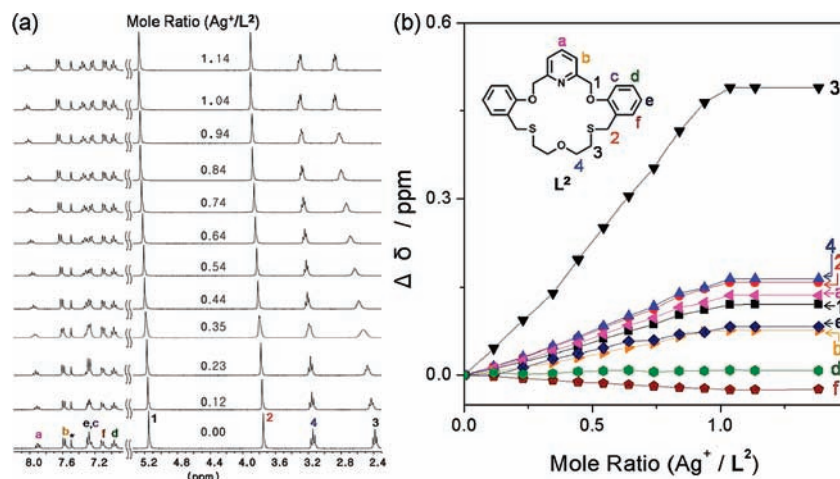 (a)
Mole Ratio (Ag⁺/L²)
1.14
1.04
0.94
0.84
0.74
0.64
0.54
0.44
0.35
0.23
0.12
0.00
a
b
*
e,c
f
d
1
2
4
3
8.0 7.6 7.2 5.2 4.8 4.4 4.0 3.6 3.2 2.8 2.4
(ppm)
(b)
0.6
0.3
0.0
Δ δ / ppm
a
b
N
c
d
1
O
O
e
f
S
S
2
O
3
4
L²
3
4
2
a
1
e
b
d
f
0.0 0.5 1.0
Mole Ratio (Ag⁺ / L²)